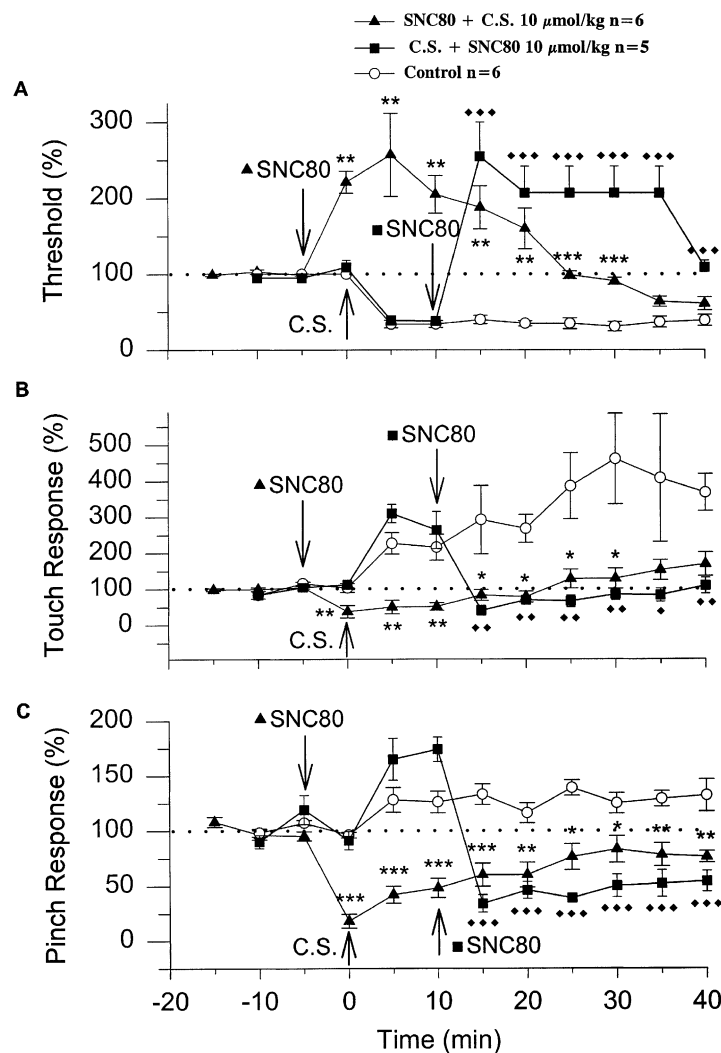 SNC80 + C.S. 10 µmol/kg n=6
C.S. + SNC80 10 µmol/kg n=5
Control n=6
A
Threshold (%)
300
200
100
0
** ** ** ** ** *** ***
◆◆◆ ◆◆◆ ◆◆◆ ◆◆◆ ◆◆◆ ◆◆◆
▲SNC80
■SNC80
C.S.
B
Touch Response (%)
500
400
300
200
100
0
▲SNC80
■SNC80
C.S.
** ** ** * * * *
◆◆ ◆◆ ◆◆ ◆◆ ◆ ◆◆
C
Pinch Response (%)
200
150
100
50
0
▲SNC80
C.S.
■SNC80
*** *** *** *** ** * * ** **
◆◆◆ ◆◆◆ ◆◆◆ ◆◆◆ ◆◆◆ ◆◆◆
-20 -10 0 10 20 30 40
Time (min)